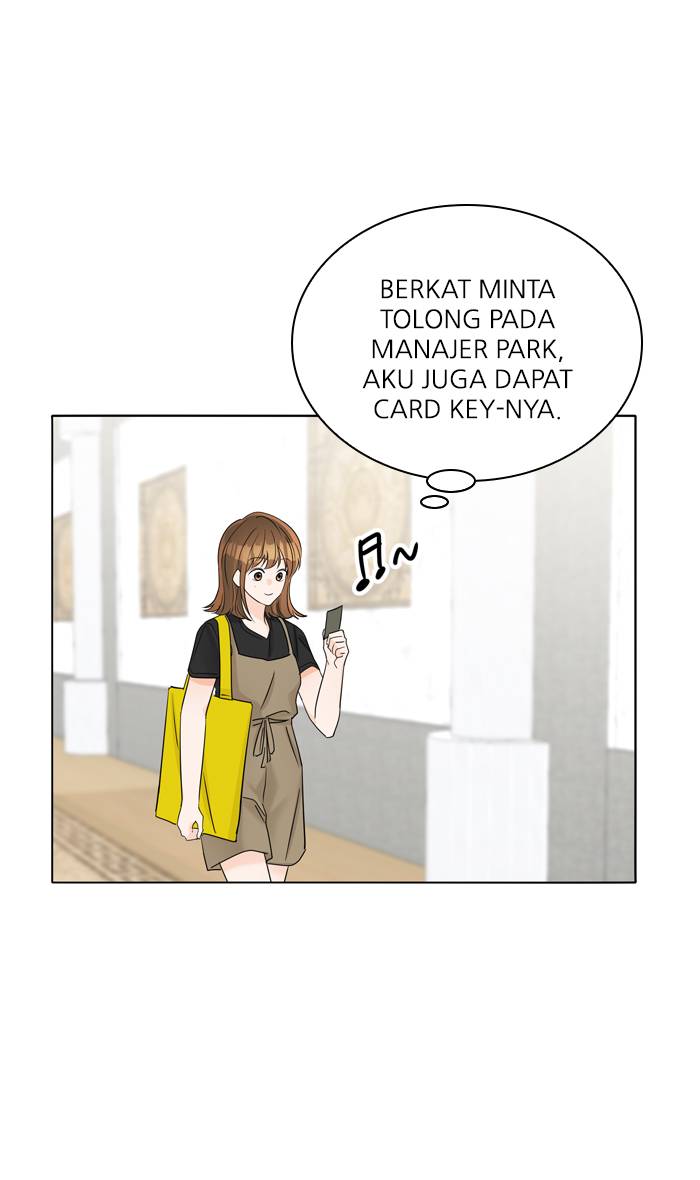 BERKAT MINTA
TOLONG PADA
MANAJER PARK,
AKU JUGA DAPAT
CARD KEY-NYA.